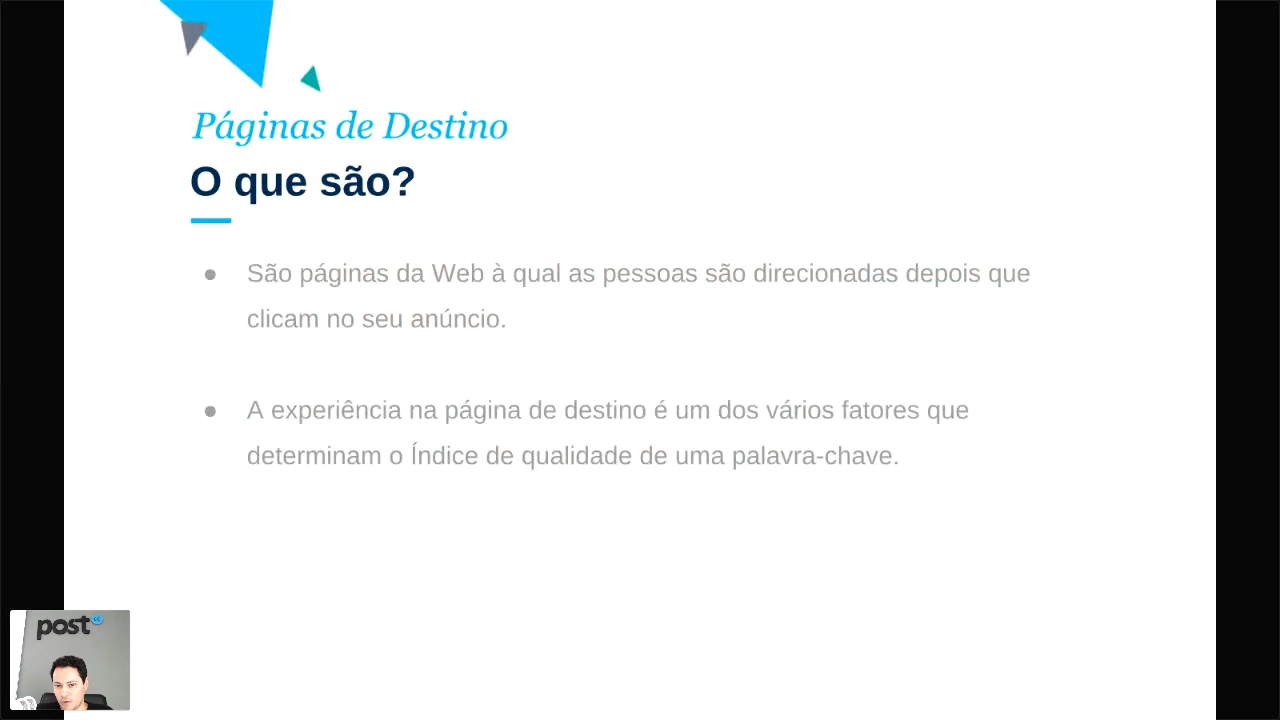 Páginas de Destino
O que são?
● São páginas da Web à qual as pessoas são direcionadas depois que
clicam no seu anúncio.
● A experiência na página de destino é um dos vários fatores que
determinam o Índice de qualidade de uma palavra-chave.
post